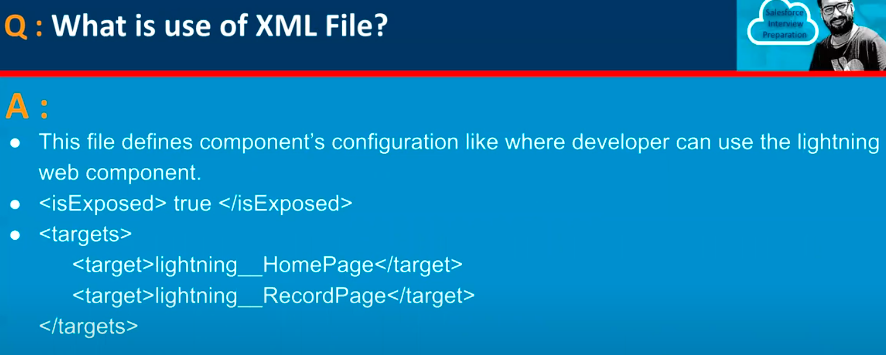 Q : What is use of XML File?
Salesforce
Interview
Preparation
A :
● This file defines component's configuration like where developer can use the lightning
web component.
● <isExposed> true </isExposed>
● <targets>
<target>lightning__HomePage</target>
<target>lightning__RecordPage</target>
</targets>